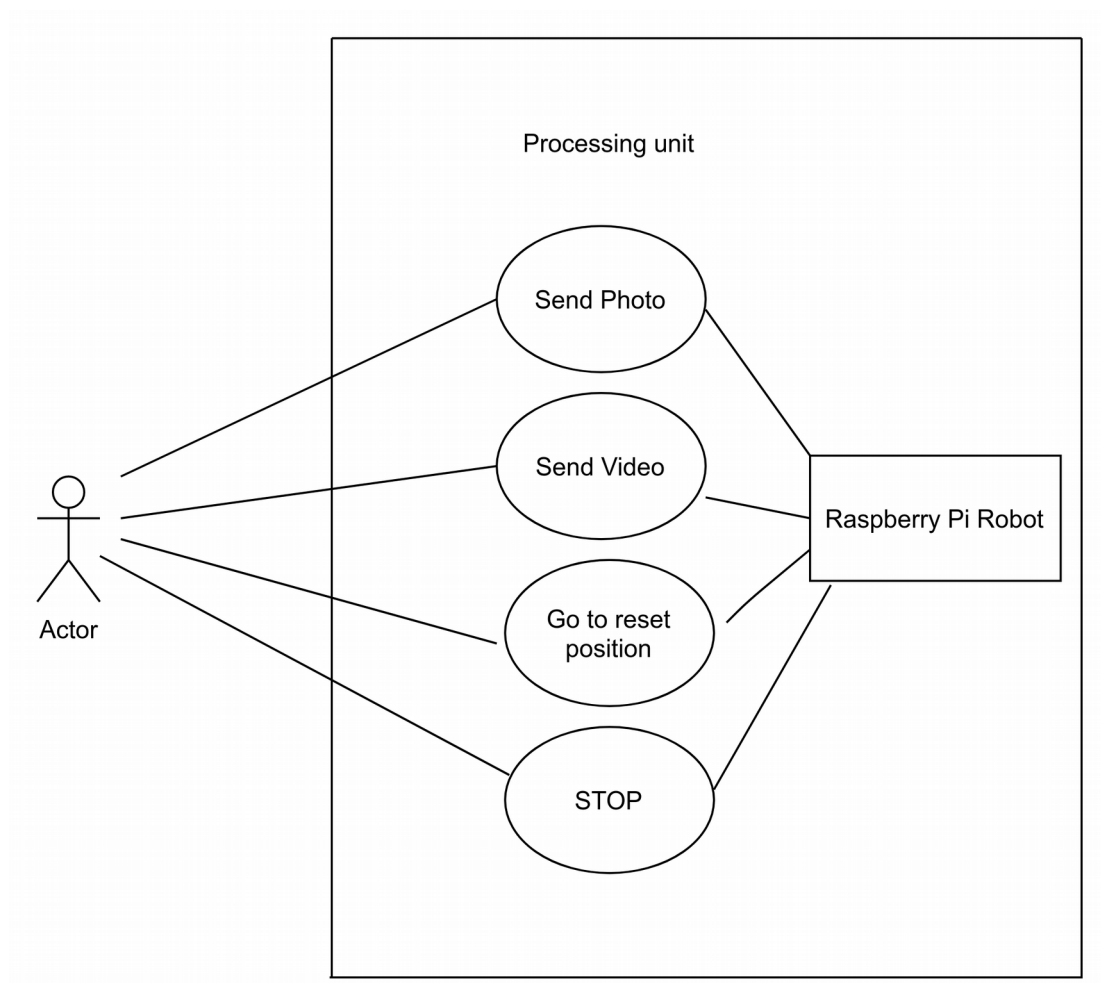 Processing unit
Send Photo
Send Video
Raspberry Pi Robot
Go to reset
position
Actor
STOP